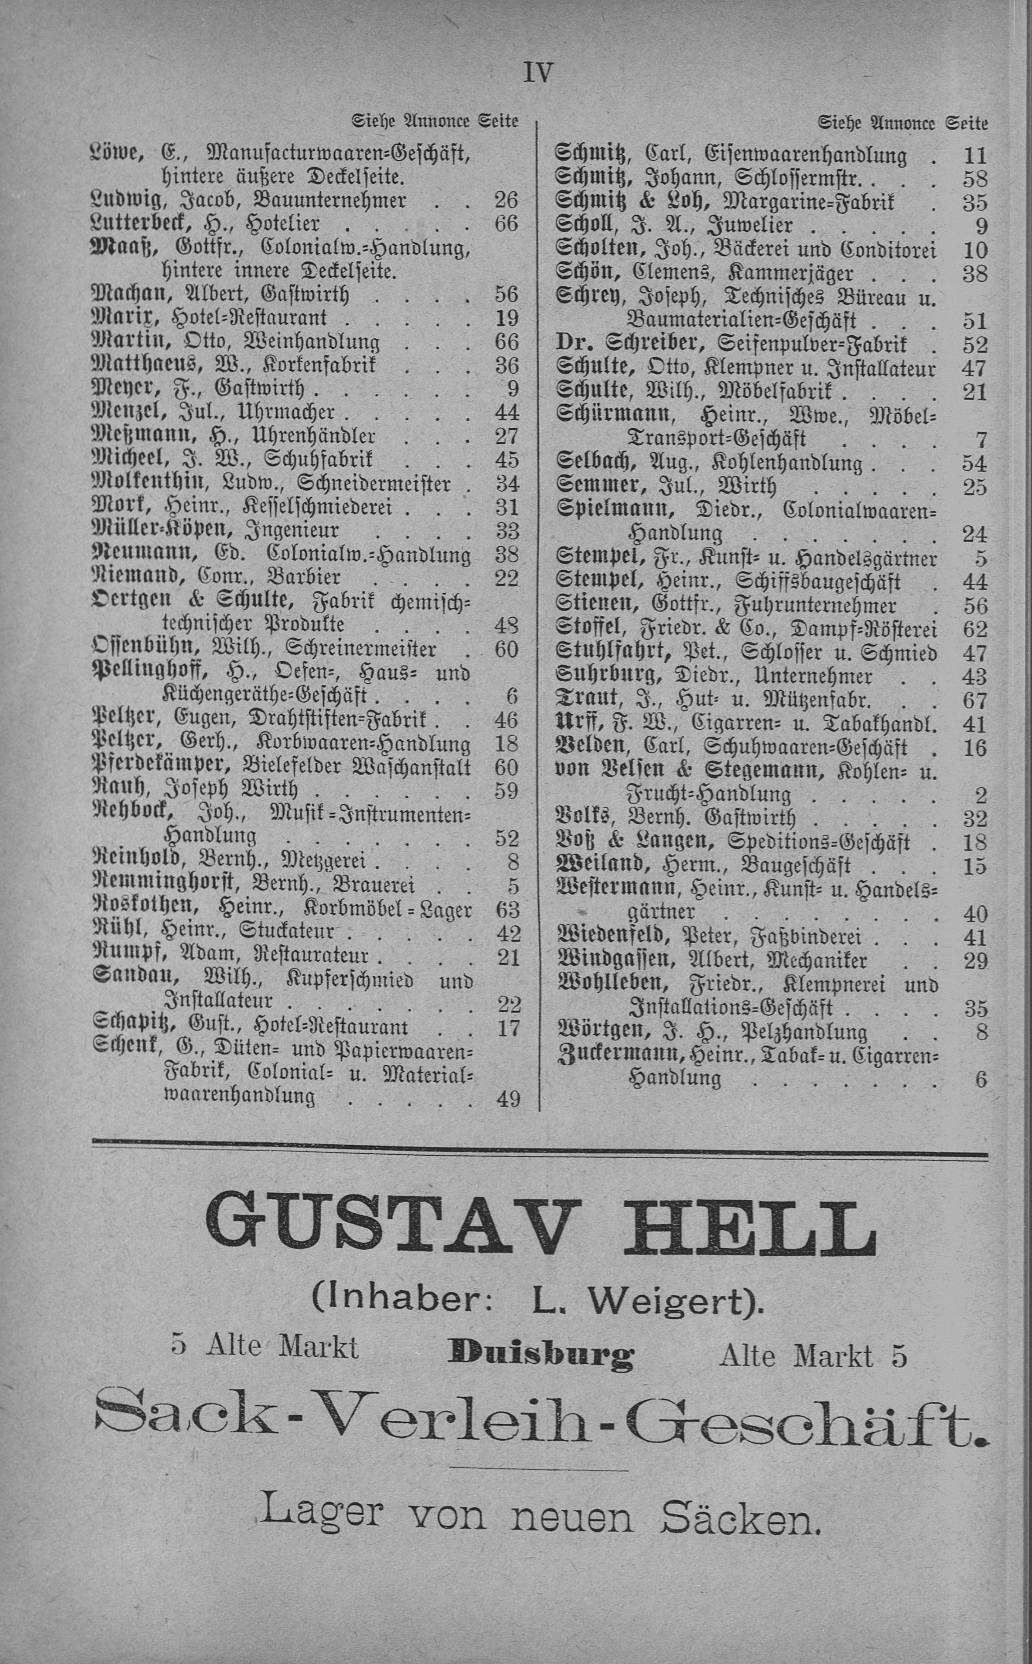 IV
Siehe Annonce Seite
Löwe, E., Manufacturwaaren-Geschäft,
hintere äußere Deckelseite.
Ludwig, Jacob, Bauunternehmer . . 26
Lutterbeck, H., Hotelier . . . . . 66
Maaß, Gottfr., Colonialw.-Handlung,
hintere innere Deckelseite.
Machan, Albert, Gastwirth . . . . 56
Marix, Hotel-Restaurant . . . . . 19
Martin, Otto, Weinhandlung . . . 66
Matthaeus, W., Korkenfabrik . . . 36
Meyer, F., Gastwirth . . . . . . . 9
Menzel, Jul., Uhrmacher . . . . . 44
Meßmann, H., Uhrenhändler . . . 27
Micheel, J. W., Schuhfabrik . . . 45
Molkenthin, Ludw., Schneidermeister . 34
Mork, Heinr., Kesselschmiederei . . . 31
Müller-Köpen, Ingenieur . . . . 33
Neumann, Ed. Colonialw.-Handlung 38
Niemand, Conr., Barbier . . . . 22
Oertgen & Schulte, Fabrik chemisch-
technischer Produkte . . . . 48
Ossenbühn, Wilh., Schreinermeister . 60
Pellinghoff, H., Oefen-, Haus- und
Küchengeräthe-Geschäft . . . . . 6
Peltzer, Eugen, Drahtstiften-Fabrik . . 46
Peltzer, Gerh., Korbwaaren-Handlung 18
Pferdekämper, Bielefelder Waschanstalt 60
Rauh, Joseph Wirth . . . . . . . 59
Rehbock, Joh., Musik-Instrumenten-
Handlung . . . . . . . 52
Reinhold, Bernh., Metzgerei . . . . 8
Remminghorst, Bernh., Brauerei . . 5
Roskothen, Heinr., Korbmöbel-Lager 63
Rühl, Heinr., Stuckateur . . . . . 42
Rumpf, Adam, Restaurateur . . . . 21
Sandau, Wilh., Kupferschmied und
Installateur . . . . . . . 22
Schapitz, Gust., Hotel-Restaurant . . 17
Schenk, G., Düten- und Papierwaaren-
Fabrik, Colonial- u. Material-
waarenhandlung . . . . . 49
Siehe Annonce Seite
Schmitz, Carl, Eisenwaarenhandlung . 11
Schmitz, Johann, Schlossermstr. . . . 58
Schmitz & Loh, Margarine-Fabrik . 35
Scholl, J. A., Juwelier . . . . . . 9
Scholten, Joh., Bäckerei und Conditorei 10
Schön, Clemens, Kammerjäger . . . 38
Schrey, Joseph, Technisches Büreau u.
Baumaterialien-Geschäft . . . 51
Dr. Schreiber, Seifenpulver-Fabrik . 52
Schulte, Otto, Klempner u. Installateur 47
Schulte, Wilh., Möbelfabrik . . . . 21
Schürmann, Heinr., Wwe., Möbel-
Transport-Geschäft . . . . 7
Selbach, Aug., Kohlenhandlung . . . 54
Semmer, Jul., Wirth . . . . . 25
Spielmann, Diedr., Colonialwaaren-
Handlung . . . . . . . 24
Stempel, Fr., Kunst- u. Handelsgärtner 5
Stempel, Heinr., Schiffsbaugeschäft . 44
Stienen, Gottfr., Fuhrunternehmer . 56
Stoffel, Friedr. & Co., Dampf-Rösterei 62
Stuhlfahrt, Pet., Schlosser u. Schmied 47
Suhrburg, Diedr., Unternehmer . . 43
Traut, J., Hut- u. Mützenfabr. . . 67
Urff, F. W., Cigarren- u. Tabakhandl. 41
Velden, Carl, Schuhwaaren-Geschäft . 16
von Velsen & Stegemann, Kohlen- u.
Frucht-Handlung . . . . . 2
Volks, Bernh. Gastwirth . . . . . 32
Voß & Langen, Speditions-Geschäft . 18
Weiland, Herm., Baugeschäft . . . 15
Westermann, Heinr., Kunst- u. Handels-
gärtner . . . . . . . . 40
Wiedenfeld, Peter, Faßbinderei . . . 41
Windgassen, Albert, Mechaniker . . 29
Wohlleben, Friedr., Klempnerei und
Installations-Geschäft . . . . 35
Wörtgen, J. H., Pelzhandlung . . 8
Zuckermann, Heinr., Tabak- u. Cigarren-
Handlung . . . . . . . 6
GUSTAV HELL
(Inhaber: L. Weigert).
5 Alte Markt Duisburg Alte Markt 5
Sack-Verleih-Geschäft.
Lager von neuen Säcken.